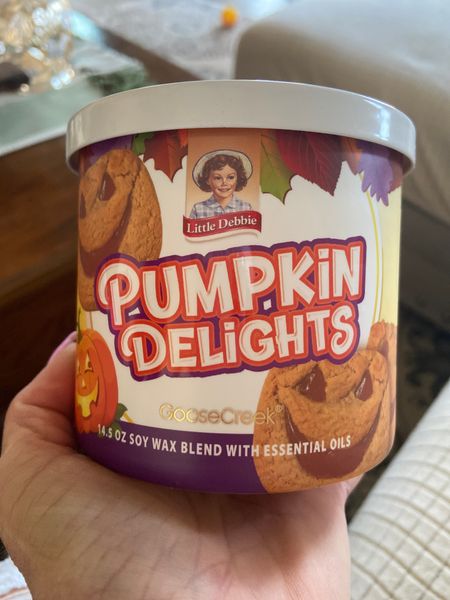 Little Debbie
PUMPKiN
DELiGHTS
GooseCreek®
14.5 OZ SOY WAX BLEND WITH ESSENTIAL OILS